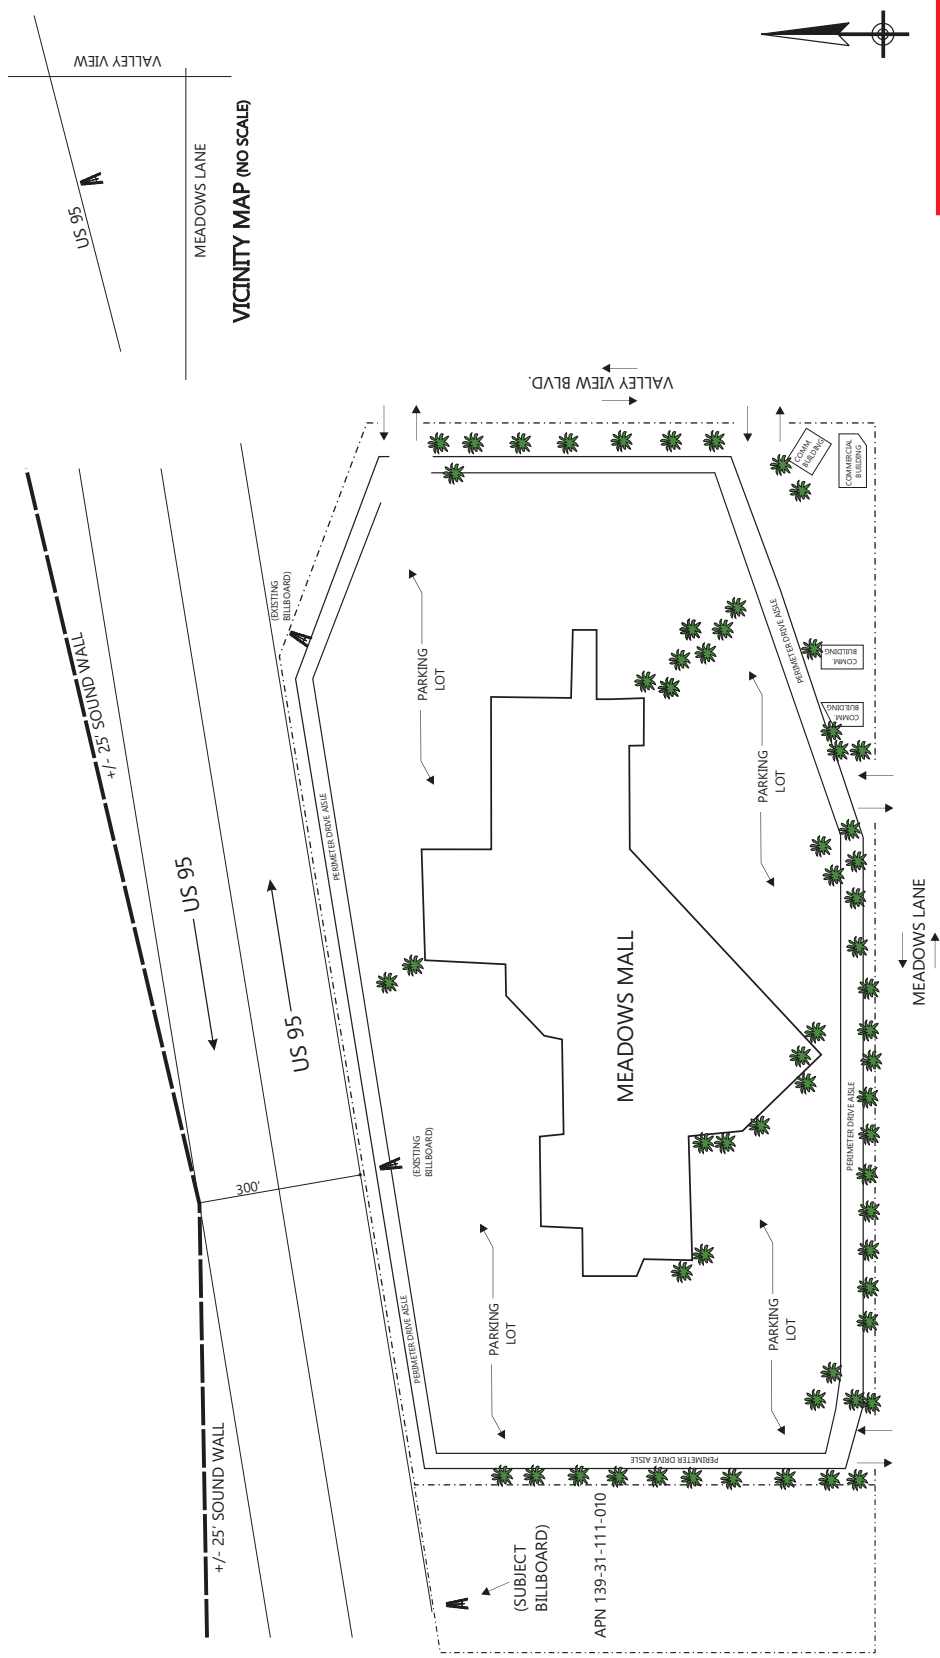 VALLEY VIEW
US 95
MEADOWS LANE
VICINITY MAP (NO SCALE)
VALLEY VIEW BLVD.
COMM.
BUILDING
COMMERCIAL
BUILDING
(EXISTING
BILLBOARD)
+/- 25' SOUND WALL
PARKING
LOT
PERIMETER DRIVE AISLE
COMM.
BUILDING
COMM.
BUILDING
PARKING
LOT
PERIMETER DRIVE AISLE
US 95
US 95
MEADOWS MALL
MEADOWS LANE
PERIMETER DRIVE AISLE
(EXISTING
BILLBOARD)
300'
PERIMETER DRIVE AISLE
PARKING
LOT
PARKING
LOT
PERIMETER DRIVE AISLE
+/- 25' SOUND WALL
(SUBJECT
BILLBOARD)
APN 139-31-111-010